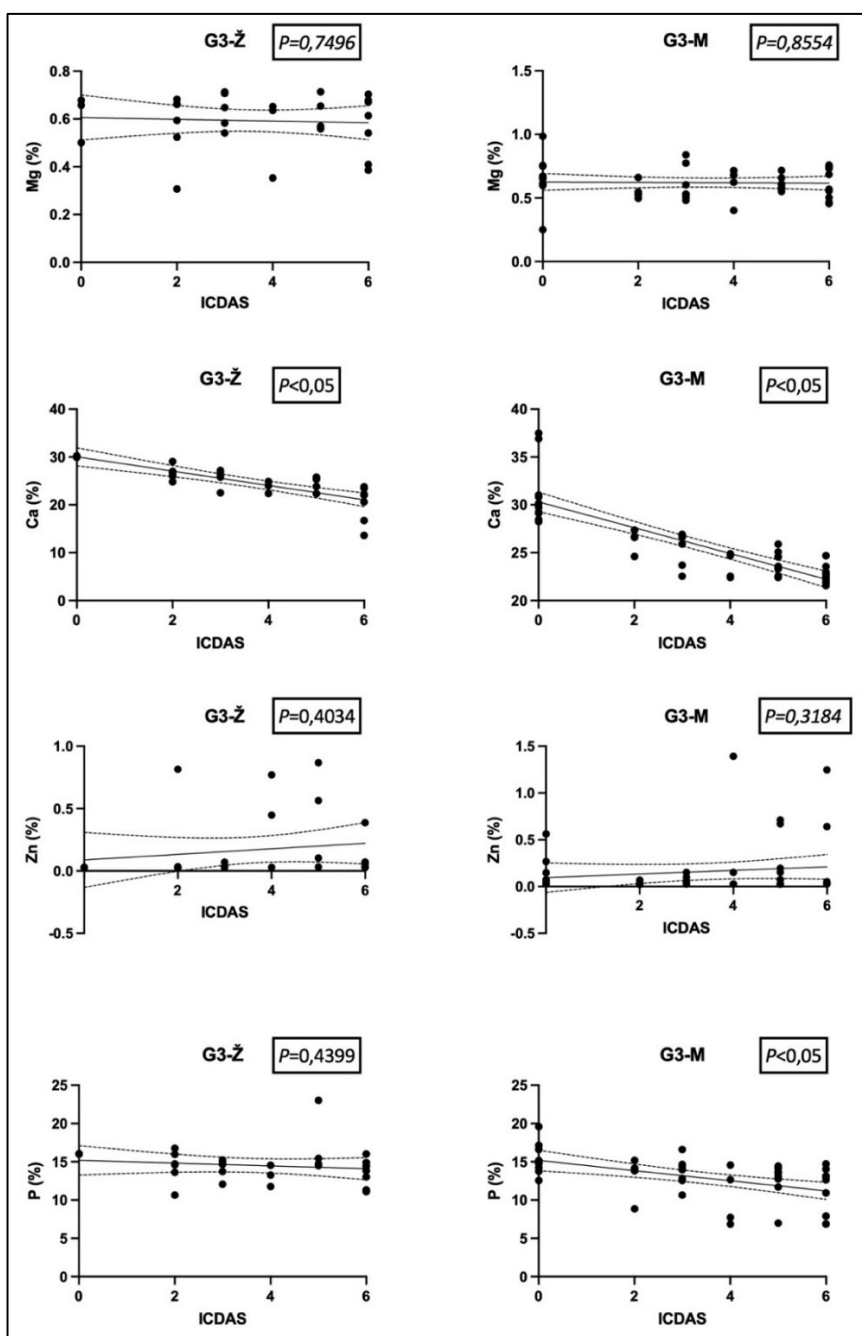 G3-Ž P=0,7496
Mg (%)
0.8
0.6
0.4
0.2
0.0
0 2 4 6
ICDAS
G3-M P=0,8554
Mg (%)
1.5
1.0
0.5
0.0
0 2 4 6
ICDAS
G3-Ž P<0,05
Ca (%)
40
30
20
10
0
0 2 4 6
ICDAS
G3-M P<0,05
Ca (%)
40
35
30
25
20
0 2 4 6
ICDAS
G3-Ž P=0,4034
Zn (%)
1.0
0.5
0.0
-0.5
2 4 6
ICDAS
G3-M P=0,3184
Zn (%)
1.5
1.0
0.5
0.0
-0.5
2 4 6
ICDAS
G3-Ž P=0,4399
P (%)
25
20
15
10
5
0
0 2 4 6
ICDAS
G3-M P<0,05
P (%)
25
20
15
10
5
0
0 2 4 6
ICDAS